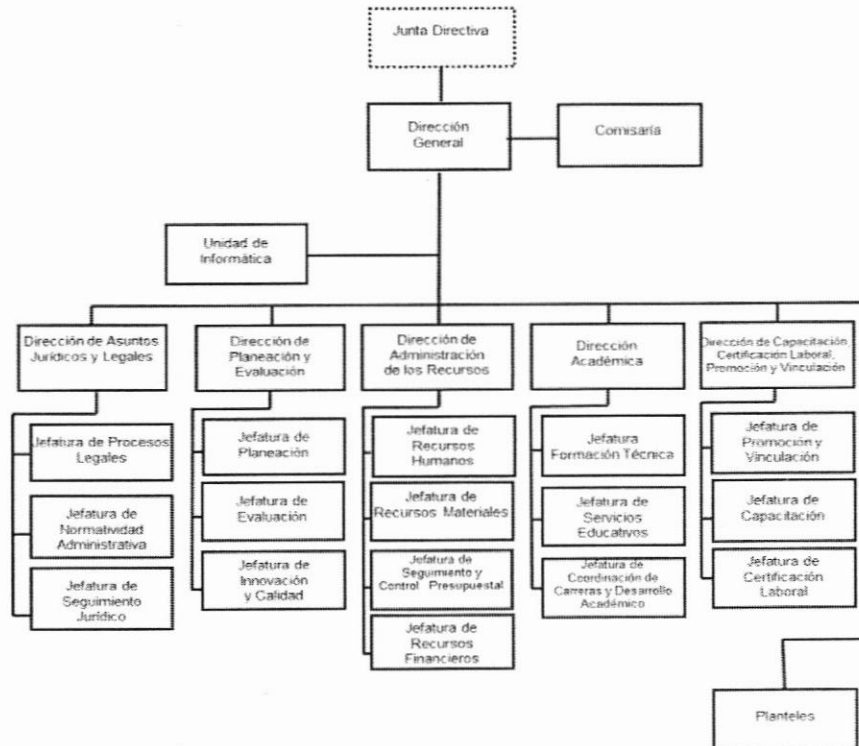 Junta Directiva
Dirección
General
Comisaría
Unidad de
Informática
Dirección de Asuntos
Jurídicos y Legales
Dirección de
Planeación y
Evaluación
Dirección de
Administración
de los Recursos
Dirección
Académica
Dirección de Capacitación,
Certificación Laboral,
Promoción y Vinculación
Jefatura de Procesos
Legales
Jefatura de
Normatividad
Administrativa
Jefatura de
Seguimiento
Jurídico
Jefatura de
Planeación
Jefatura de
Evaluación
Jefatura de
Innovación
y Calidad
Jefatura de
Recursos
Humanos
Jefatura de
Recursos Materiales
Jefatura de
Seguimiento y
Control Presupuestal
Jefatura de
Recursos
Financieros
Jefatura
Formación Técnica
Jefatura de
Servicios
Educativos
Jefatura de
Coordinación de
Carreras y Desarrollo
Académico
Jefatura de
Promoción y
Vinculación
Jefatura de
Capacitación
Jefatura de
Certificación
Laboral
Planteles